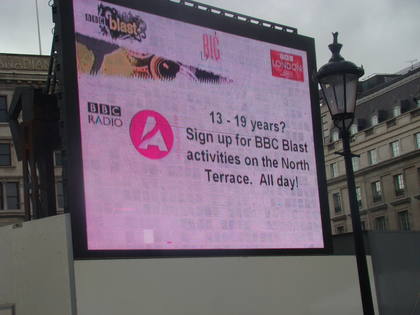 BBC
blast
BIG
BBC
LONDON
BBC
RADIO
13 - 19 years?
Sign up for BBC Blast
activities on the North
Terrace. All day!